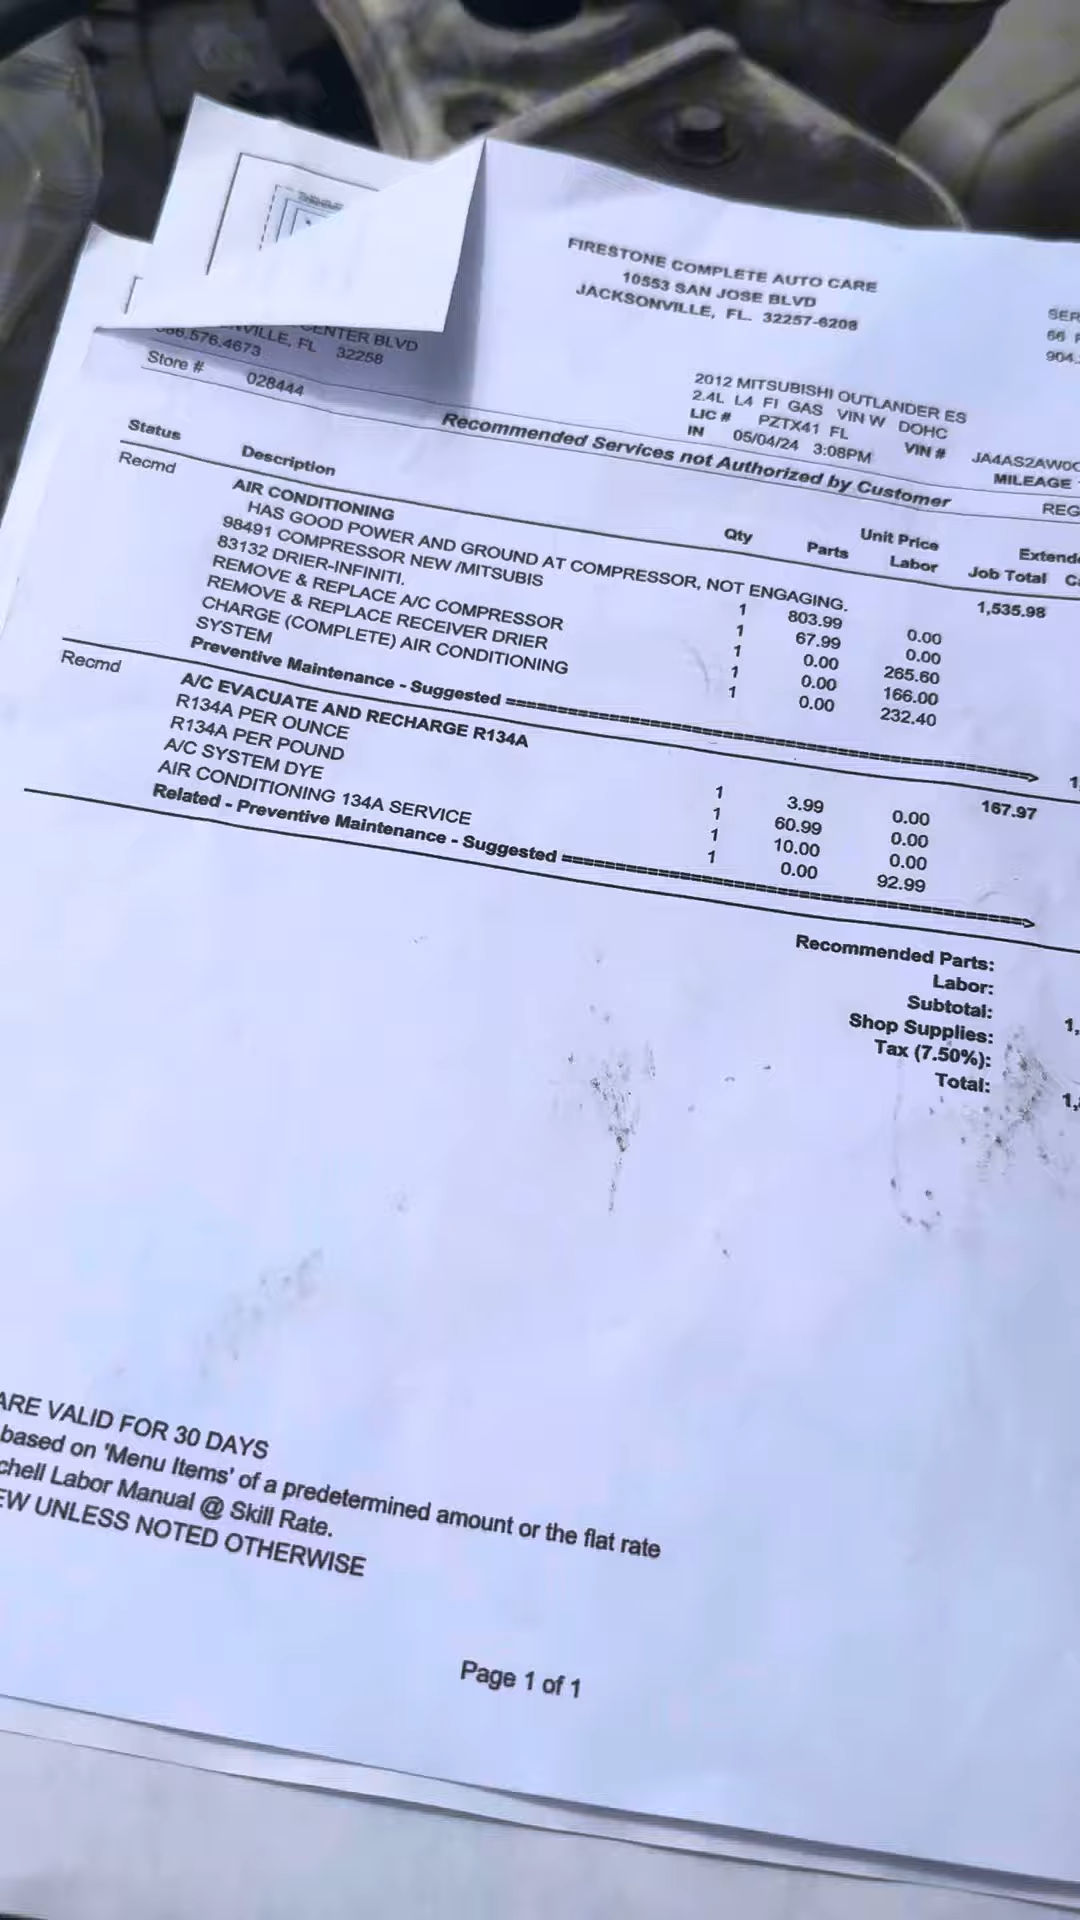 FIRESTONE COMPLETE AUTO CARE
10553 SAN JOSE BLVD
JACKSONVILLE, FL. 32257-6208
SER
66
904.
CENTER BLVD
VILLE, FL 32258
.576.4673
Store # 028444
2012 MITSUBISHI OUTLANDER ES
2.4L L4 FI GAS VIN W DOHC
LIC # PZTX41 FL VIN # JA4AS2AW0C
IN 05/04/24 3:08PM MILEAGE
Recommended Services not Authorized by Customer REG
Status Description Qty Parts Unit Price Labor Extende Job Total
Recmd AIR CONDITIONING 1,535.98
HAS GOOD POWER AND GROUND AT COMPRESSOR, NOT ENGAGING.
98491 COMPRESSOR NEW /MITSUBIS 1 803.99 0.00
83132 DRIER-INFINITI. 1 67.99 0.00
REMOVE & REPLACE A/C COMPRESSOR 1 0.00 265.60
REMOVE & REPLACE RECEIVER DRIER 1 0.00 166.00
CHARGE (COMPLETE) AIR CONDITIONING 1 0.00 232.40
SYSTEM
Preventive Maintenance - Suggested ==========>
Recmd A/C EVACUATE AND RECHARGE R134A 167.97
R134A PER OUNCE 1 3.99 0.00
R134A PER POUND 1 60.99 0.00
A/C SYSTEM DYE 1 10.00 0.00
AIR CONDITIONING 134A SERVICE 1 0.00 92.99
Related - Preventive Maintenance - Suggested ==========>
Recommended Parts:
Labor:
Subtotal: 1,
Shop Supplies:
Tax (7.50%):
Total: 1,
ARE VALID FOR 30 DAYS
based on 'Menu Items' of a predetermined amount or the flat rate
chell Labor Manual @ Skill Rate.
EW UNLESS NOTED OTHERWISE
Page 1 of 1